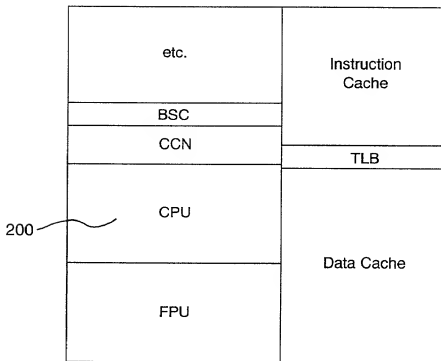 etc.
BSC
CCN
200
CPU
FPU
Instruction
Cache
TLB
Data Cache